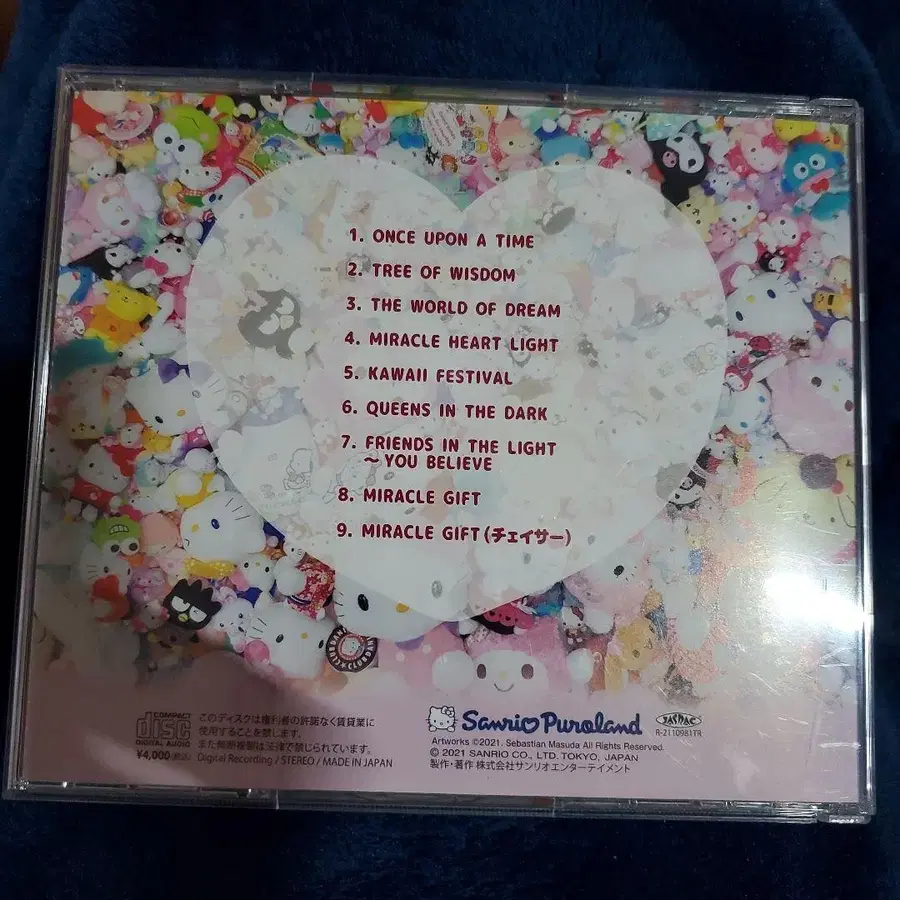 1. ONCE UPON A TIME
2. TREE OF WISDOM
3. THE WORLD OF DREAM
4. MIRACLE HEART LIGHT
5. KAWAII FESTIVAL
6. QUEENS IN THE DARK
7. FRIENDS IN THE LIGHT
～YOU BELIEVE
8. MIRACLE GIFT
9. MIRACLE GIFT(チェイサー)
COMPACT
disc
DIGITAL AUDIO
¥4,000
このディスクは権利者の許諾なく賃貸業に
使用することを禁じます。
また無断複製は法律で禁じられています。
Digital Recording / STEREO / MADE IN JAPAN
Sanrio Puroland
Artworks ©2021. Sebastian Masuda All Rights Reserved.
© 2021 SANRIO CO., LTD. TOKYO, JAPAN
製作・著作 株式会社サンリオエンターテイメント
JASRAC
R-2110981TR